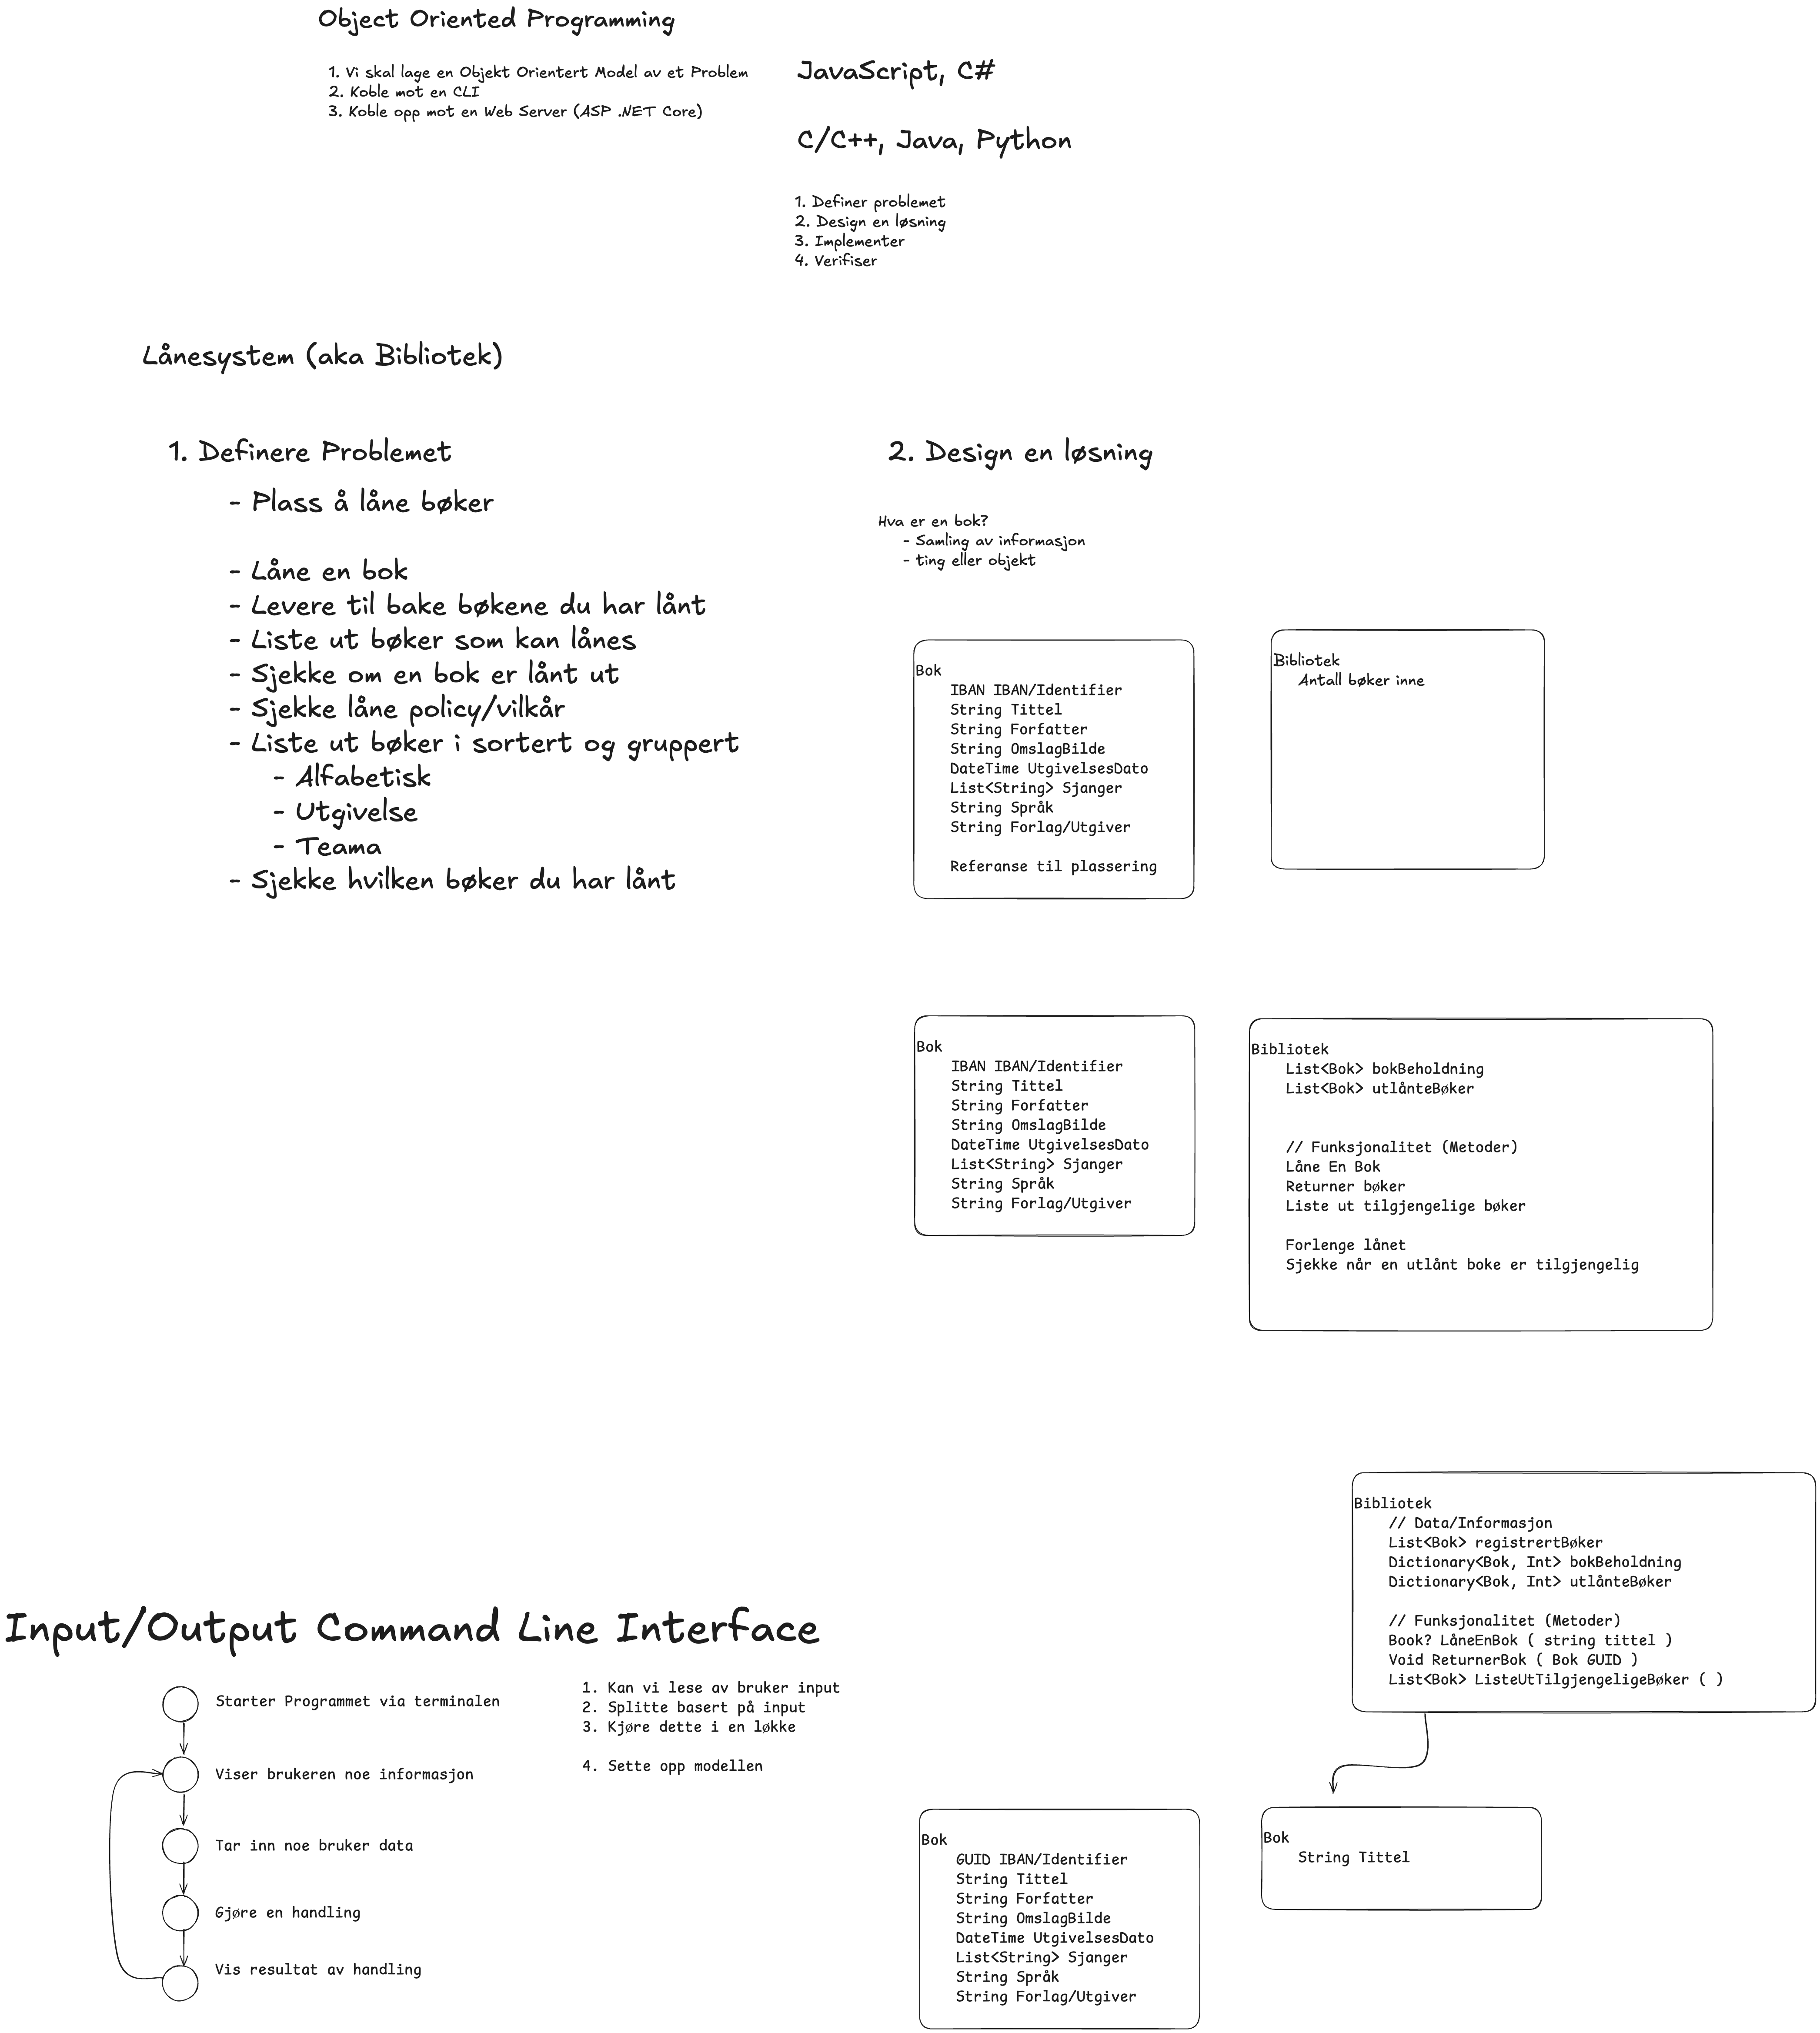 Object Oriented Programming
1. Vi skal lage en Objekt Orientert Model av et Problem
2. Koble mot en CLI
3. Koble opp mot en Web Server (ASP .NET Core)
JavaScript, C#
C/C++, Java, Python
1. Definer problemet
2. Design en løsning
3. Implementer
4. Verifiser
Lånesystem (aka Bibliotek)
1. Definere Problemet
- Plass å låne bøker
- Låne en bok
- Levere til bake bøkene du har lånt
- Liste ut bøker som kan lånes
- Sjekke om en bok er lånt ut
- Sjekke låne policy/vilkår
- Liste ut bøker i sortert og gruppert
- Alfabetisk
- Utgivelse
- Teama
- Sjekke hvilken bøker du har lånt
2. Design en løsning
Hva er en bok?
- Samling av informasjon
- ting eller objekt
Bok
IBAN IBAN/Identifier
String Tittel
String Forfatter
String OmslagBilde
DateTime UtgivelsesDato
List<String> Sjanger
String Språk
String Forlag/Utgiver
Referanse til plassering
Bibliotek
Antall bøker inne
Bok
IBAN IBAN/Identifier
String Tittel
String Forfatter
String OmslagBilde
DateTime UtgivelsesDato
List<String> Sjanger
String Språk
String Forlag/Utgiver
Bibliotek
List<Bok> bokBeholdning
List<Bok> utlånteBøker
// Funksjonalitet (Metoder)
Låne En Bok
Returner bøker
Liste ut tilgjengelige bøker
Forlenge lånet
Sjekke når en utlånt boke er tilgjengelig
Bibliotek
// Data/Informasjon
List<Bok> registrertBøker
Dictionary<Bok, Int> bokBeholdning
Dictionary<Bok, Int> utlånteBøker
// Funksjonalitet (Metoder)
Book? LåneEnBok ( string tittel )
Void ReturnerBok ( Bok GUID )
List<Bok> ListeUtTilgjengeligeBøker ( )
Input/Output Command Line Interface
Starter Programmet via terminalen
Viser brukeren noe informasjon
Tar inn noe bruker data
Gjøre en handling
Vis resultat av handling
1. Kan vi lese av bruker input
2. Splitte basert på input
3. Kjøre dette i en løkke
4. Sette opp modellen
Bok
GUID IBAN/Identifier
String Tittel
String Forfatter
String OmslagBilde
DateTime UtgivelsesDato
List<String> Sjanger
String Språk
String Forlag/Utgiver
Bok
String Tittel